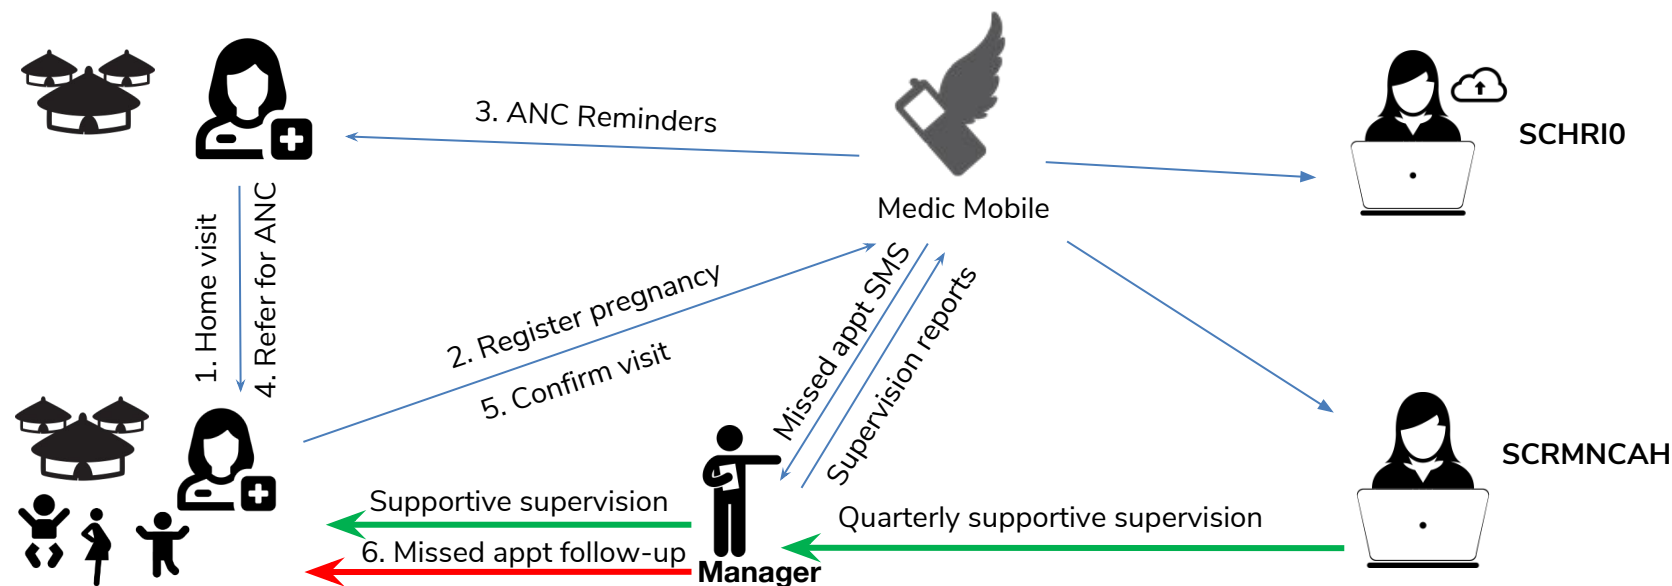 3. ANC Reminders
SCHRI0
Medic Mobile
1. Home visit
4. Refer for ANC
2. Register pregnancy
5. Confirm visit
Missed appt SMS
Supervision reports
SCRMNCAH
Supportive supervision
Quarterly supportive supervision
6. Missed appt follow-up
Manager